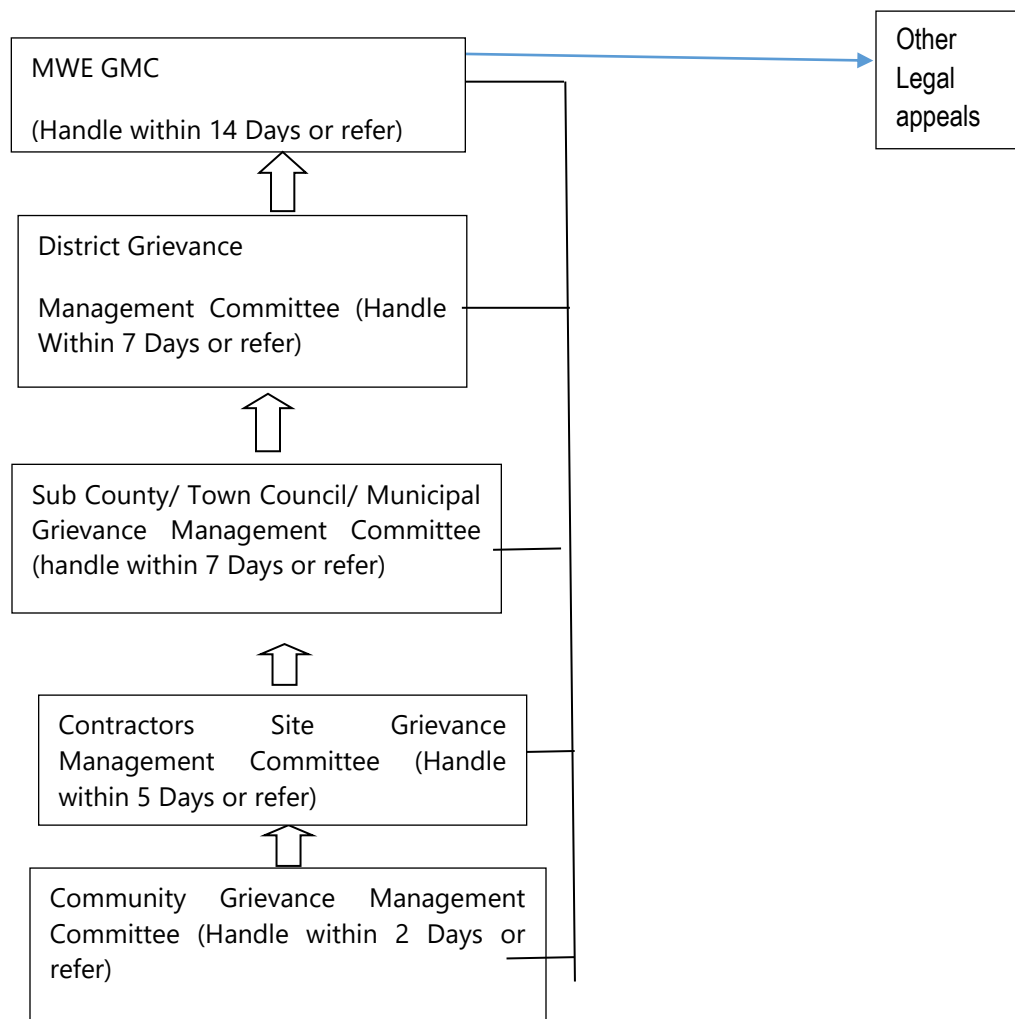 MWE GMC
(Handle within 14 Days or refer)
Other
Legal
appeals
District Grievance
Management Committee (Handle
Within 7 Days or refer)
Sub County/ Town Council/ Municipal
Grievance Management Committee
(handle within 7 Days or refer)
Contractors Site Grievance
Management Committee (Handle
within 5 Days or refer)
Community Grievance Management
Committee (Handle within 2 Days or
refer)